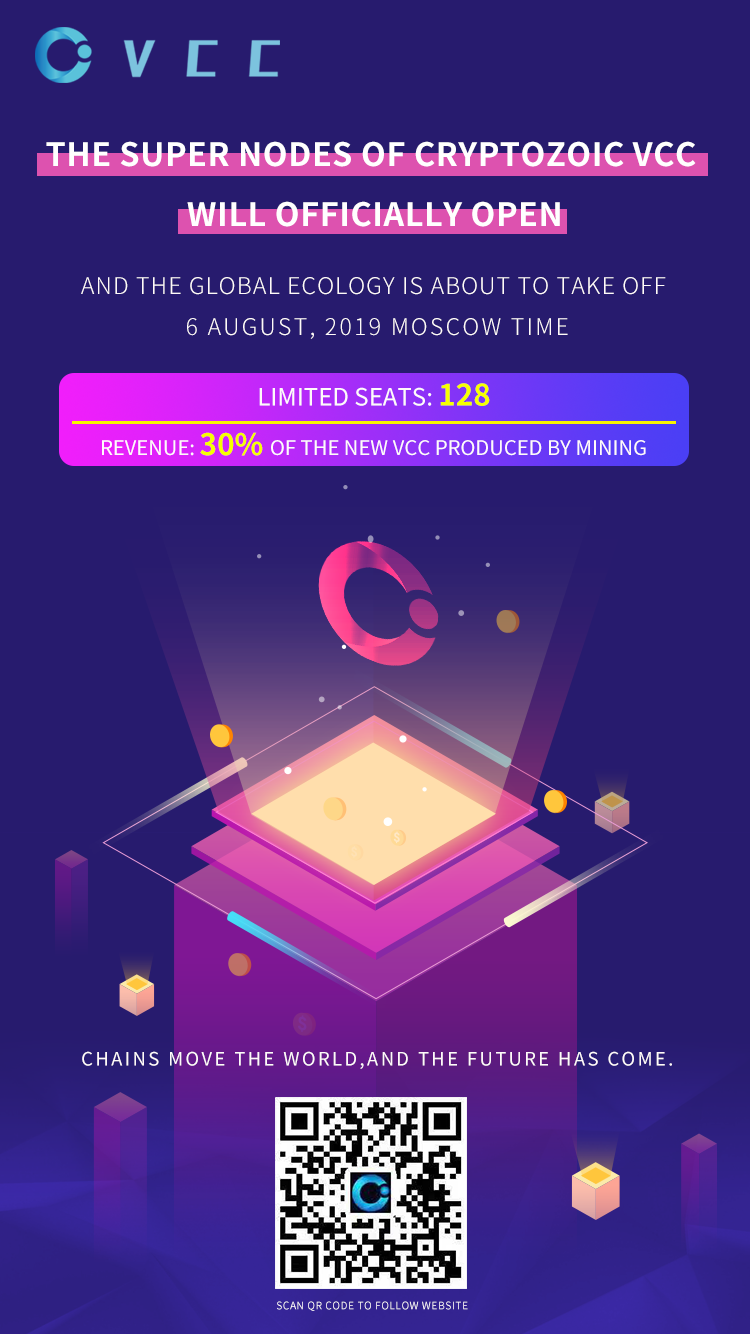 VCC
THE SUPER NODES OF CRYPTOZOIC VCC
WILL OFFICIALLY OPEN
AND THE GLOBAL ECOLOGY IS ABOUT TO TAKE OFF
6 AUGUST, 2019 MOSCOW TIME
LIMITED SEATS: 128
REVENUE: 30% OF THE NEW VCC PRODUCED BY MINING
CHAINS MOVE THE WORLD,AND THE FUTURE HAS COME.
SCAN QR CODE TO FOLLOW WEBSITE